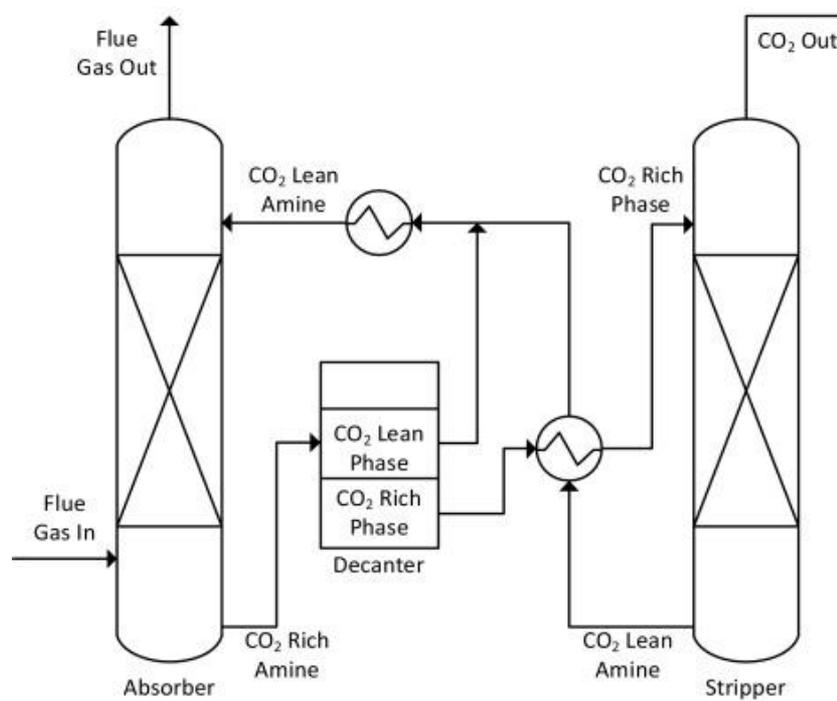 Flue
Gas Out
CO₂ Out
CO₂ Lean
Amine
CO₂ Rich
Phase
CO₂ Lean
Phase
CO₂ Rich
Phase
Flue
Gas In
Decanter
CO₂ Rich
Amine
CO₂ Lean
Amine
Absorber
Stripper